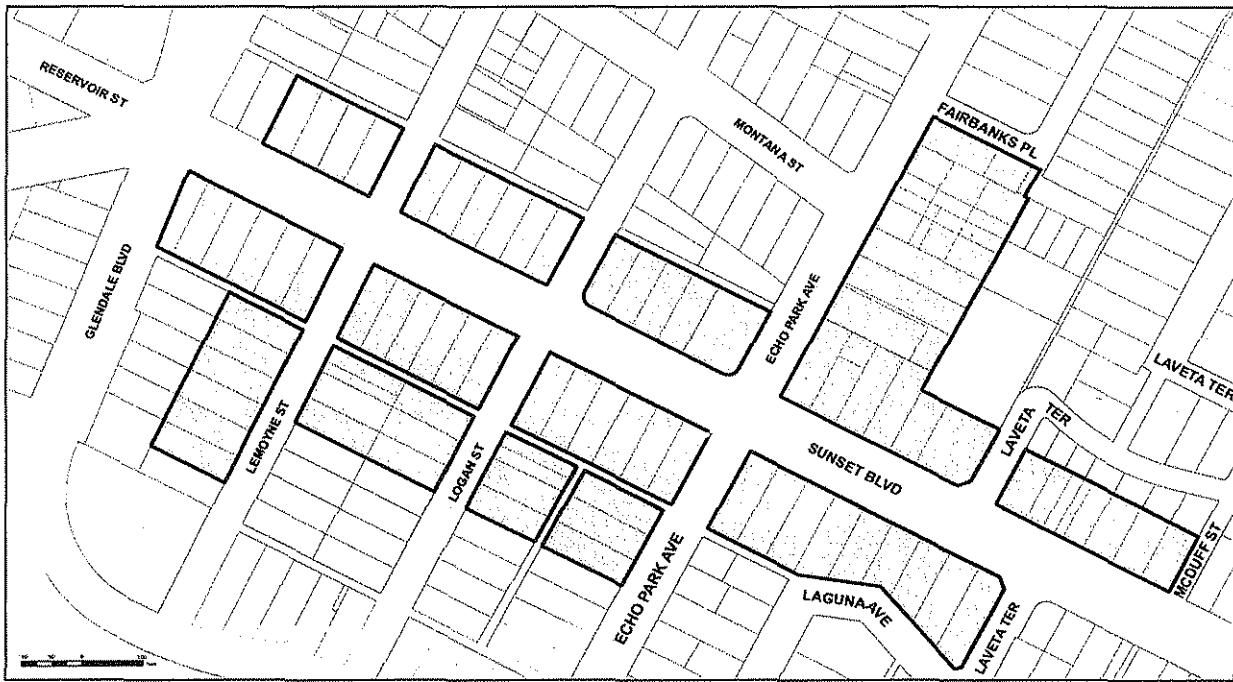 RESERVOIR ST
FAIRBANKS PL
MONTANA ST
GLENDALE BLVD
ECHO PARK AVE
LAVETA TER
LAVETA TER
LEMOYNE ST
LOGAN ST
SUNSET BLVD
ECHO PARK AVE
LAGUNA AVE
LAVETA TER
MCDUFF ST